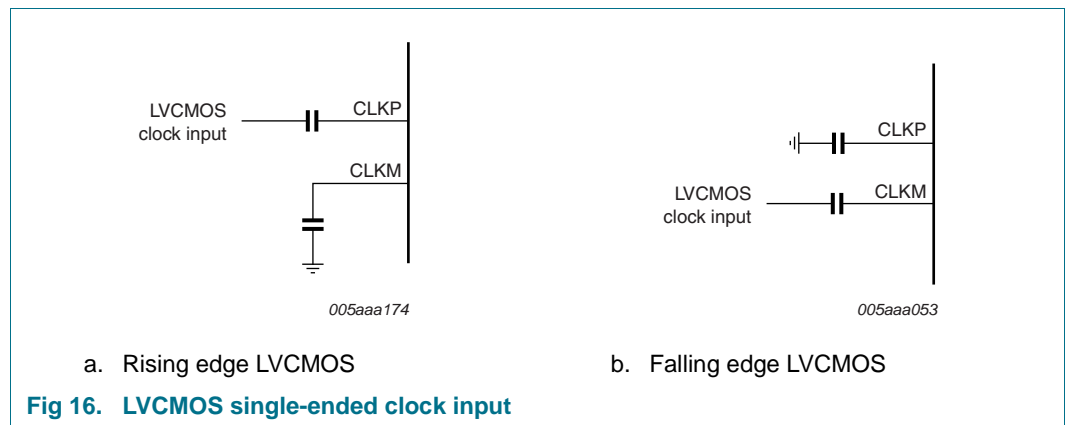 LVCMOS
clock input
CLKP
CLKM
005aaa174
a. Rising edge LVCMOS
CLKP
LVCMOS
clock input
CLKM
005aaa053
b. Falling edge LVCMOS
Fig 16. LVCMOS single-ended clock input